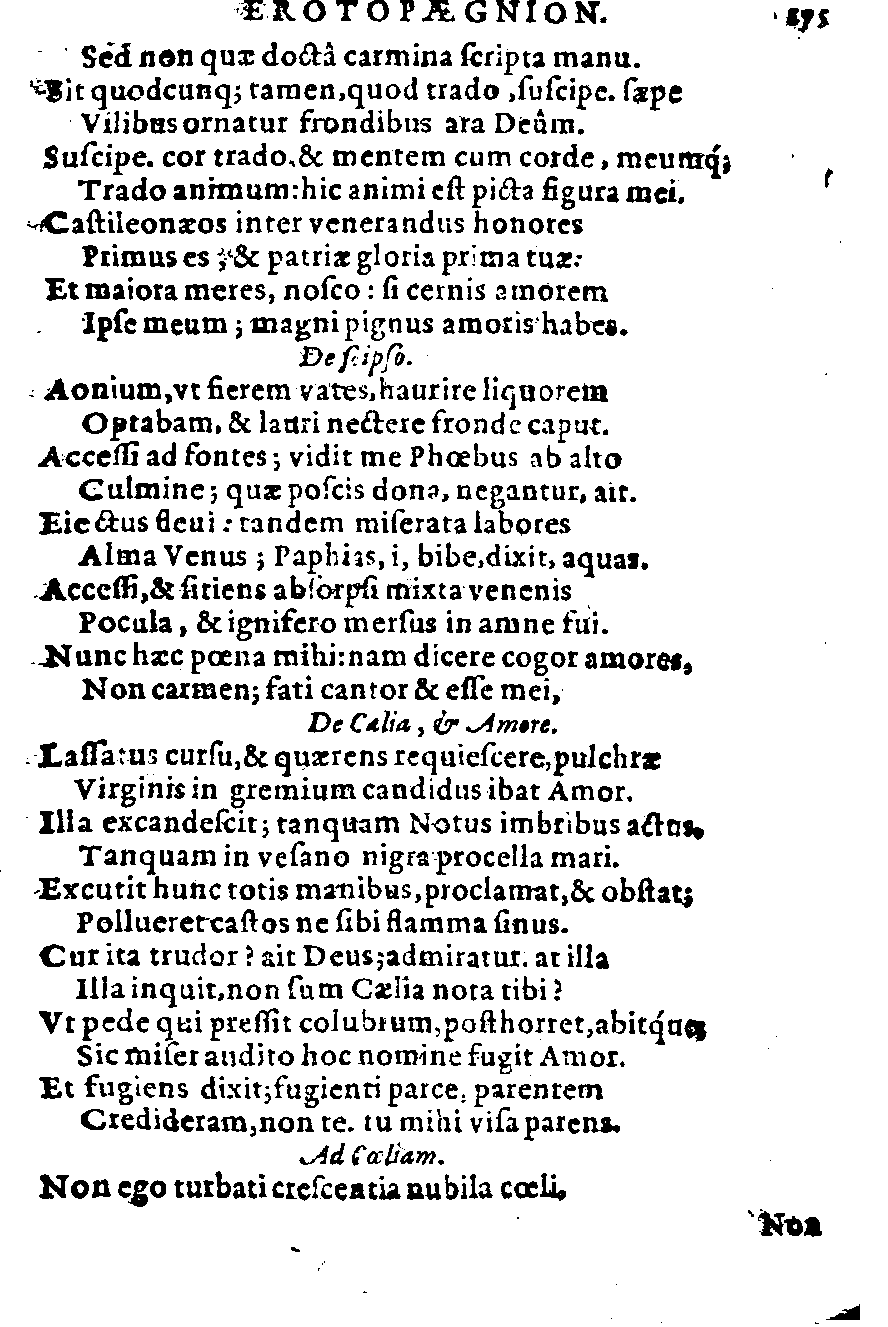 EROTOPÆGNION. 175
Sed non quæ doctâ carmina ſcripta manu.
Sit quodcunq; tamen, quod trado, ſuſcipe. ſæpe
Vilibus ornatur frondibus ara Deûm.
Suſcipe. cor trado, & mentem cum corde, meumq́;
Trado animum: hic animi eſt picta figura mei.
Caſtileonæos inter venerandus honores
Primus es; & patriæ gloria prima tuæ:
Et maiora meres, noſco: ſi cernis amorem
Ipſe meum; magni pignus amoris habes.
De ſeipſo.
Aonium, vt fierem vates, haurire liquorem
Optabam, & lauri nectere fronde caput.
Acceſſi ad fontes; vidit me Phœbus ab alto
Culmine; quæ poſcis dona, negantur, ait.
Eiectus fleui: tandem miſerata labores
Alma Venus; Paphias, i, bibe, dixit, aquas.
Acceſſi, & ſitiens abſorpſi mixta venenis
Pocula, & ignifero merſus in amne fui.
Nunc hæc pœna mihi: nam dicere cogor amores,
Non carmen; fati cantor & eſſe mei,
De Cælia, & Amore.
Laſſatus curſu, & quærens requieſcere, pulchræ
Virginis in gremium candidus ibat Amor.
Illa excandeſcit; tanquam Notus imbribus actus,
Tanquam in veſano nigra procella mari.
Excutit hunc totis manibus, proclamat, & obſtat;
Pollueret caſtos ne ſibi flamma ſinus.
Cur ita trudor? ait Deus; admiratur. at illa
Illa inquit, non ſum Cælia nota tibi?
Vt pede qui preſſit colubrum, poſt horret, abitq́ue;
Sic miſer audito hoc nomine fugit Amor.
Et fugiens dixit; fugienti parce. parentem
Credideram, non te. tu mihi viſa parens.
Ad Cœliam.
Non ego turbati creſcentia nubila cœli,
Non